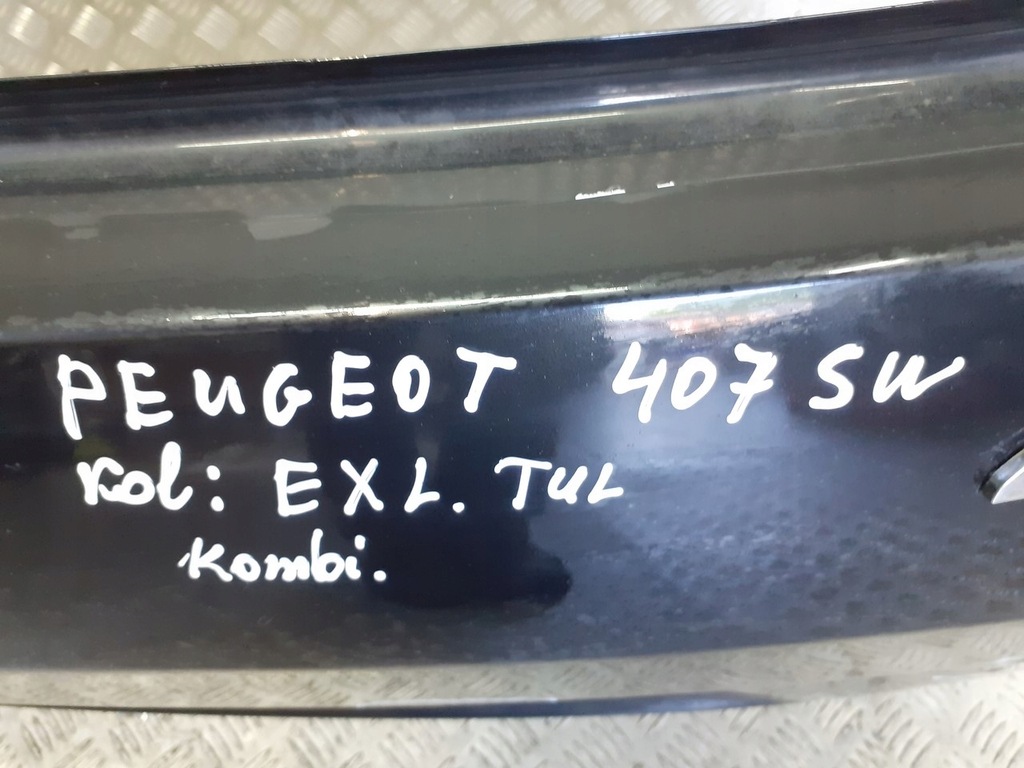 PEUGEOT 407 SW
Kol: EXL. TUL
Kombi.